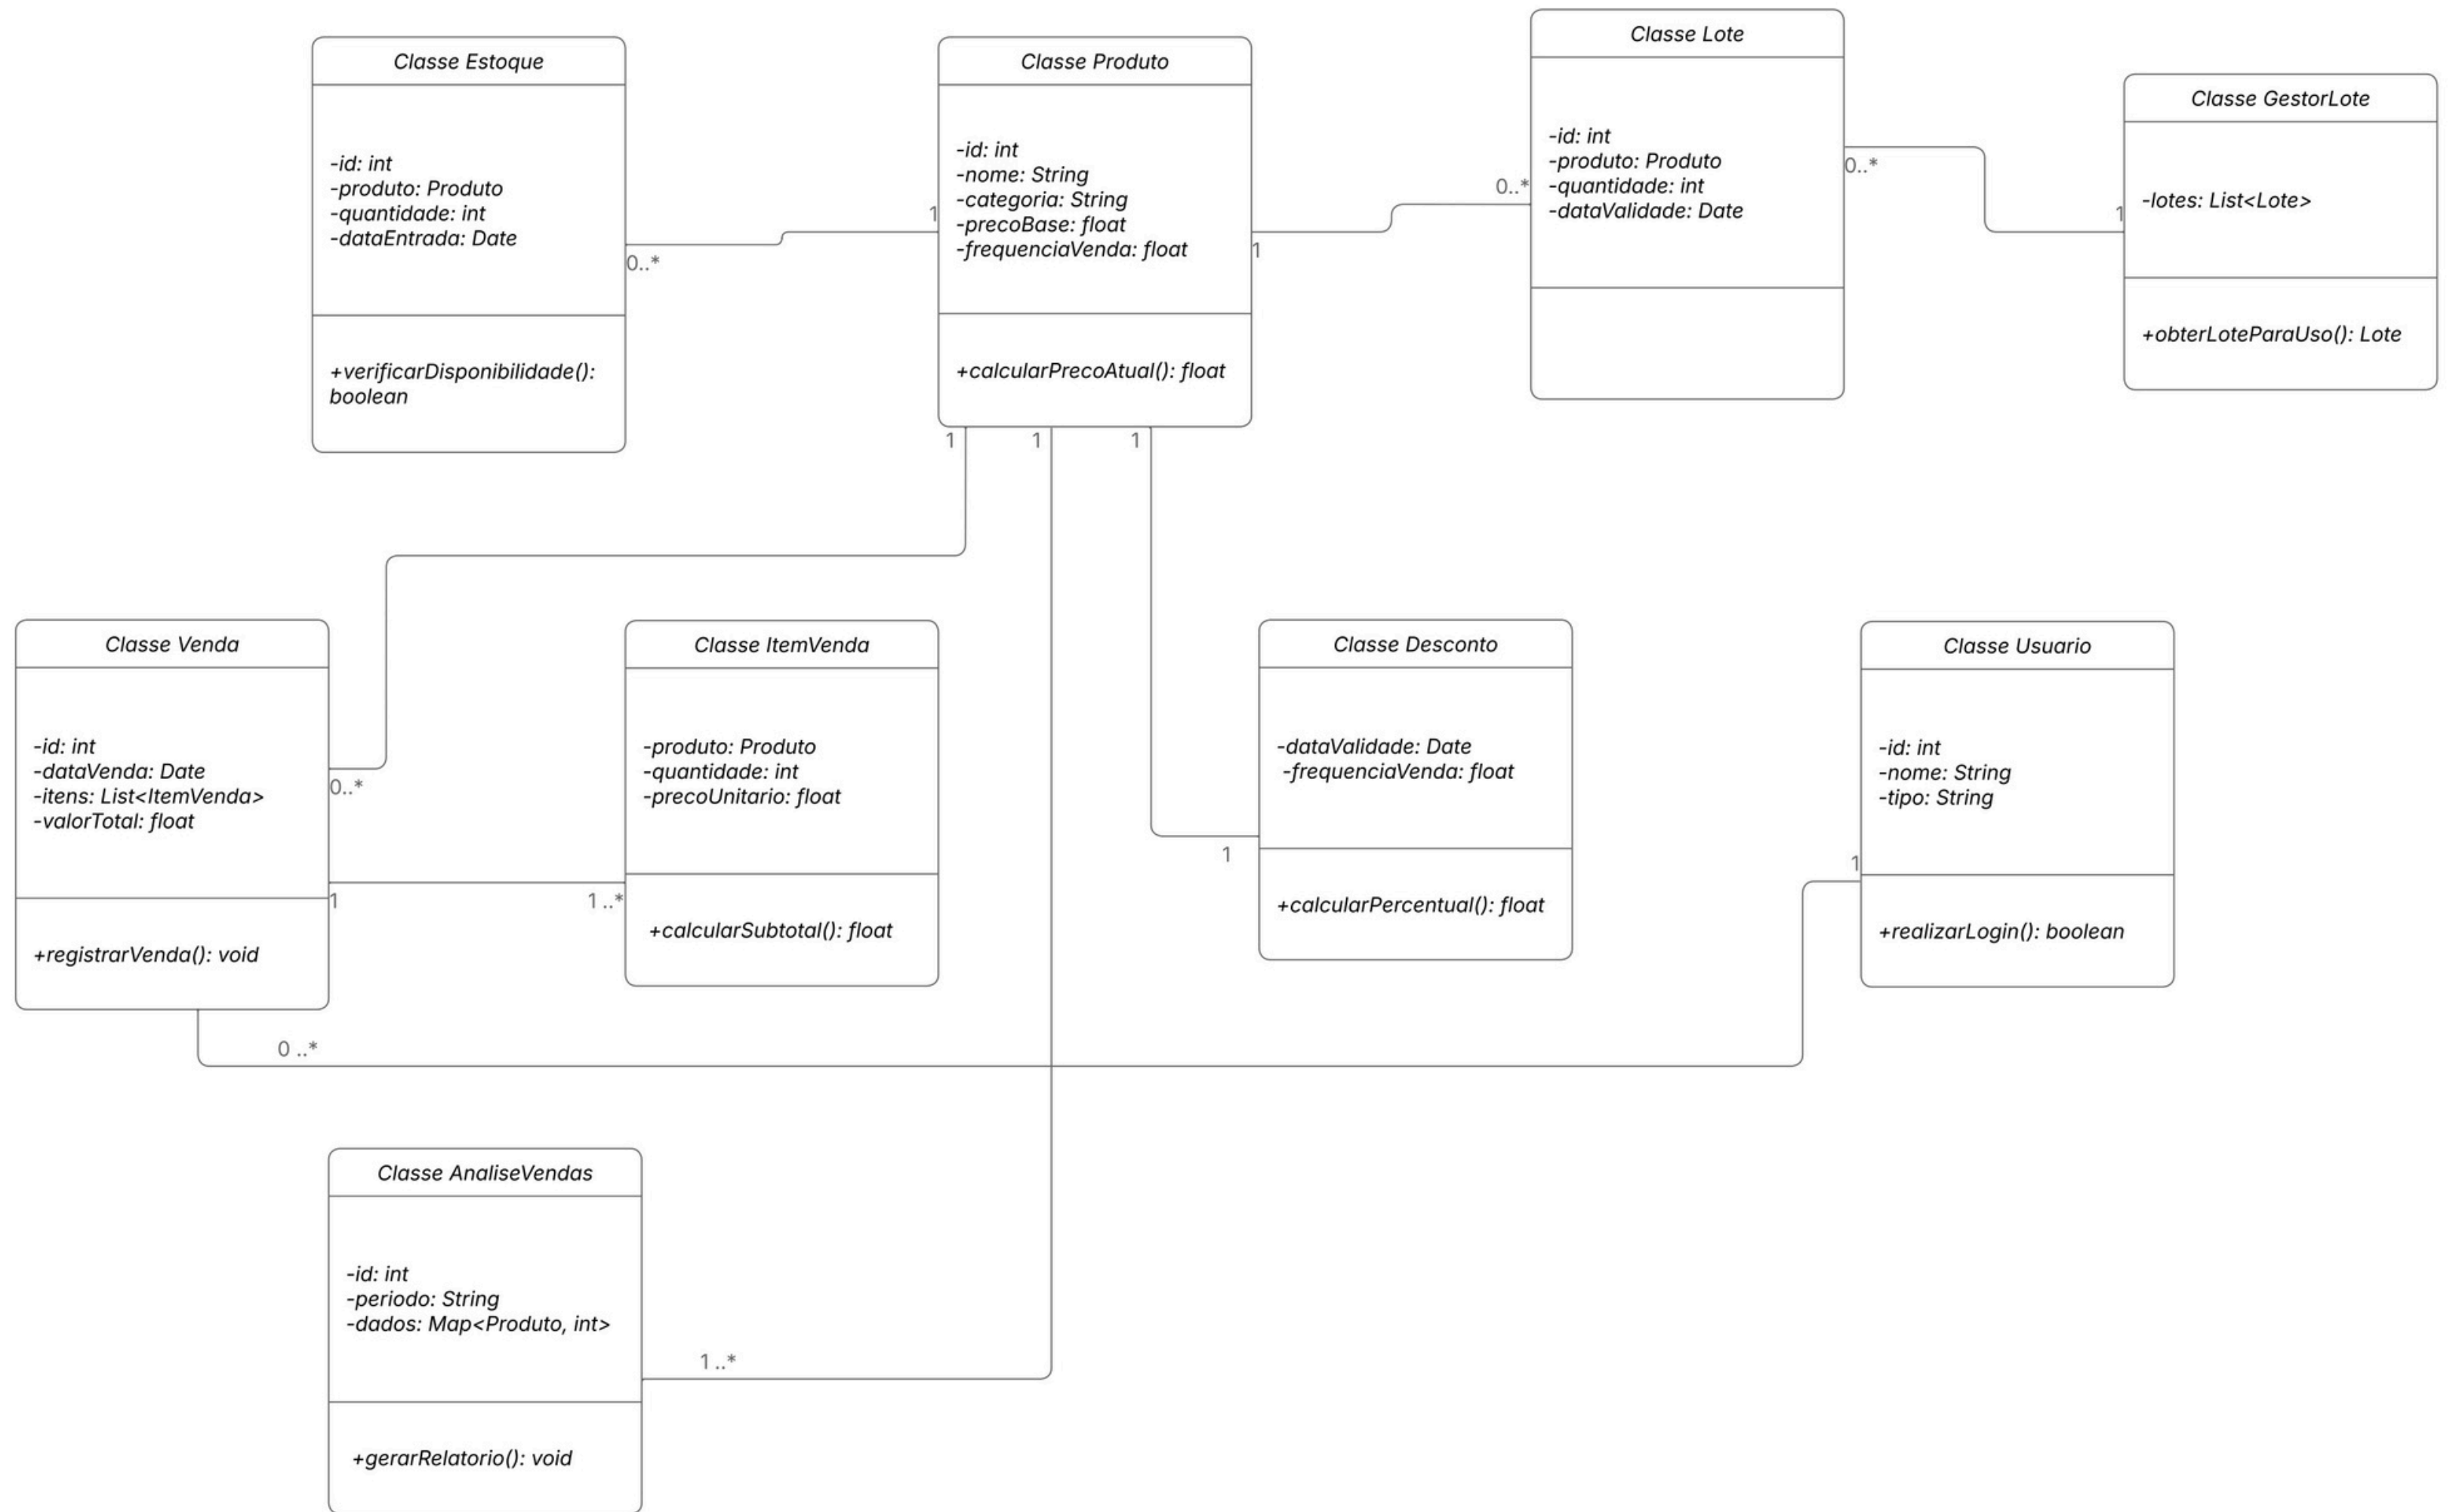 Classe Estoque
-id: int
-produto: Produto
-quantidade: int
-dataEntrada: Date
+verificarDisponibilidade():
boolean
0..*
1
Classe Produto
-id: int
-nome: String
-categoria: String
-precoBase: float
-frequenciaVenda: float
+calcularPrecoAtual(): float
1
0..*
Classe Lote
-id: int
-produto: Produto
-quantidade: int
-dataValidade: Date
0..*
1
Classe GestorLote
-lotes: List<Lote>
+obterLoteParaUso(): Lote
1
1
1
Classe Venda
-id: int
-dataVenda: Date
-itens: List<ItemVenda>
-valorTotal: float
+registrarVenda(): void
0..*
1
1 ..*
Classe ItemVenda
-produto: Produto
-quantidade: int
-precoUnitario: float
+calcularSubtotal(): float
Classe Desconto
-dataValidade: Date
-frequenciaVenda: float
+calcularPercentual(): float
1
Classe Usuario
-id: int
-nome: String
-tipo: String
+realizarLogin(): boolean
1
0 ..*
Classe AnaliseVendas
-id: int
-periodo: String
-dados: Map<Produto, int>
+gerarRelatorio(): void
1 ..*